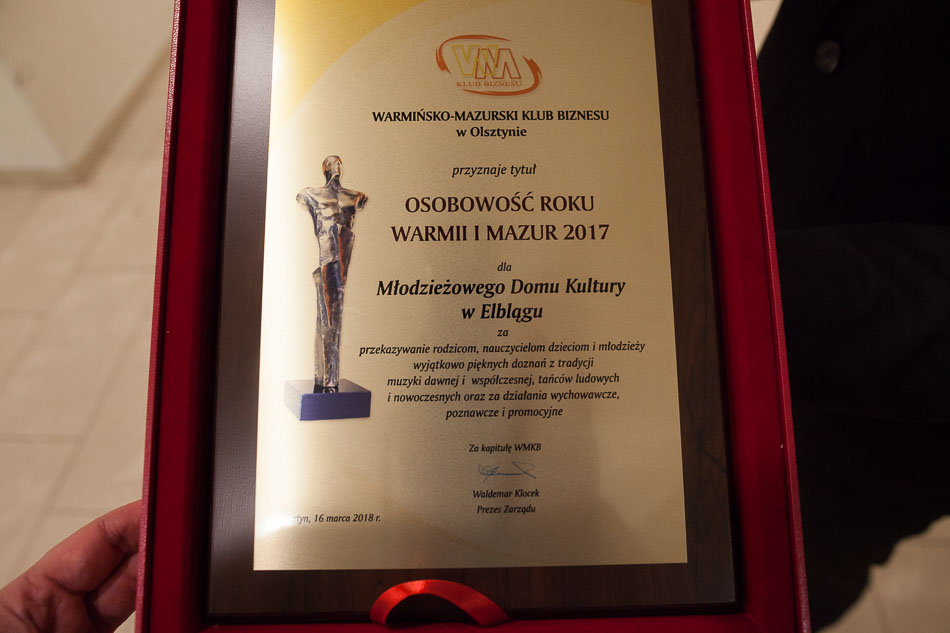 WM
KLUB BIZNESU
WARMIŃSKO-MAZURSKI KLUB BIZNESU
w Olsztynie
przyznaje tytuł
OSOBOWOŚĆ ROKU
WARMII I MAZUR 2017
dla
Młodzieżowego Domu Kultury
w Elblągu
za
przekazywanie rodzicom, nauczycielom dzieciom i młodzieży
wyjątkowo pięknych doznań z tradycji
muzyki dawnej i współczesnej, tańców ludowych
i nowoczesnych oraz za działania wychowawcze,
poznawcze i promocyjne
Za kapitułę WMKB
Waldemar Klocek
Prezes Zarządu
16 marca 2018 r.